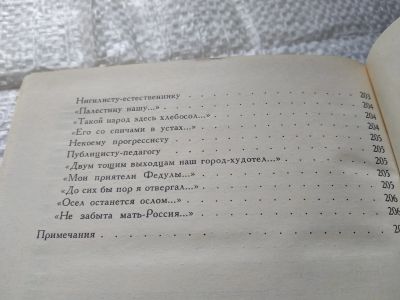 Нигилисту-естественнику . . . . . . . . . . . . 203
«Палестину нашу...» . . . . . . . . . . . . 204
«Такой народ здесь хлебосол...» . . . . . . . . . . 204
«Его со спичами в устах...» . . . . . . . . . . 204
Некоему прогрессисту . . . . . . . . . . . . 205
Публицисту-педагогу . . . . . . . . . . . . 205
«Двум тощим выходцам наш город-худотел...» . . . . . 205
«Мои приятели Федулы...» . . . . . . . . . . 205
«До сих бы пор я отвергал...» . . . . . . . . . . 205
«Осел останется ослом...» . . . . . . . . . . 206
«Не забыта мать-Россия...» . . . . . . . . . . 206
Примечания . . . . . . . . . . . .